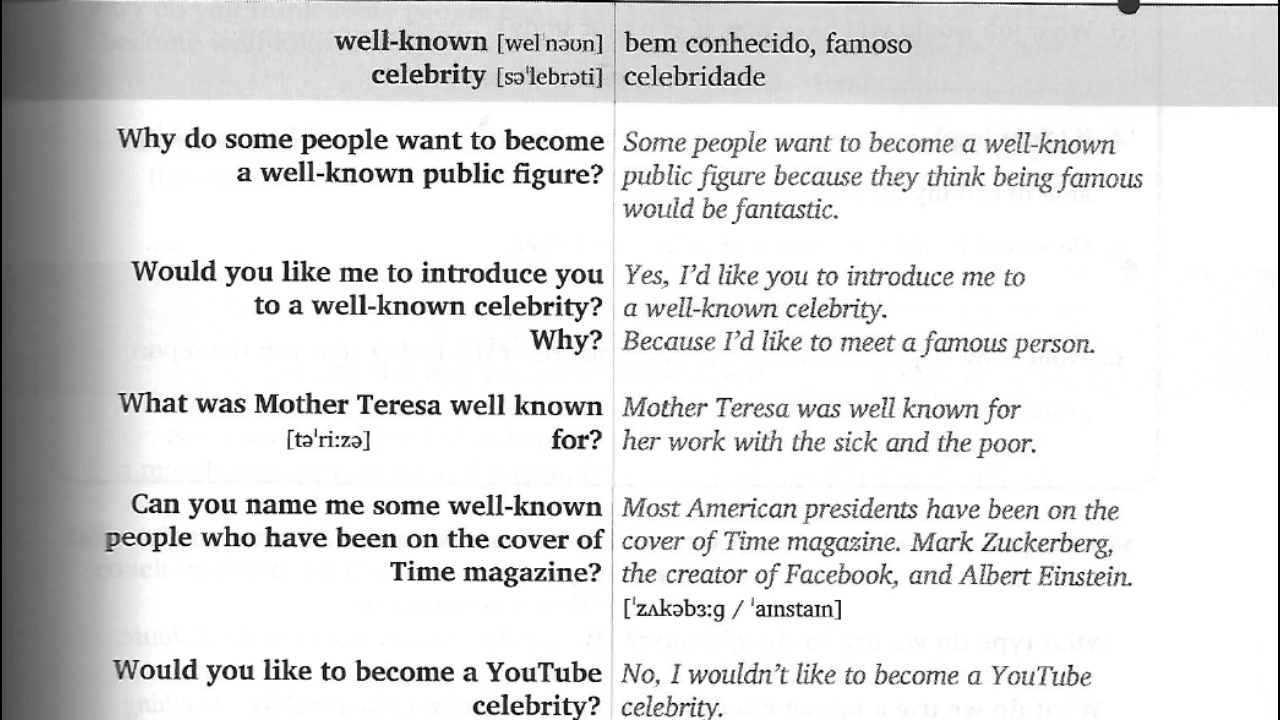 well-known [wel'nəʊn] bem conhecido, famoso
celebrity [sə'lebrəti] celebridade
Why do some people want to become
a well-known public figure?
Some people want to become a well-known
public figure because they think being famous
would be fantastic.
Would you like me to introduce you
to a well-known celebrity?
Yes, I'd like you to introduce me to
a well-known celebrity.
Why? Because I'd like to meet a famous person.
What was Mother Teresa well known
[tə'ri:zə] for?
Mother Teresa was well known for
her work with the sick and the poor.
Can you name me some well-known
people who have been on the cover of
Time magazine?
Most American presidents have been on the
cover of Time magazine. Mark Zuckerberg,
the creator of Facebook, and Albert Einstein.
['zʌkəbɜ:g / 'aɪnstaɪn]
Would you like to become a YouTube
celebrity?
No, I wouldn't like to become a YouTube
celebrity.